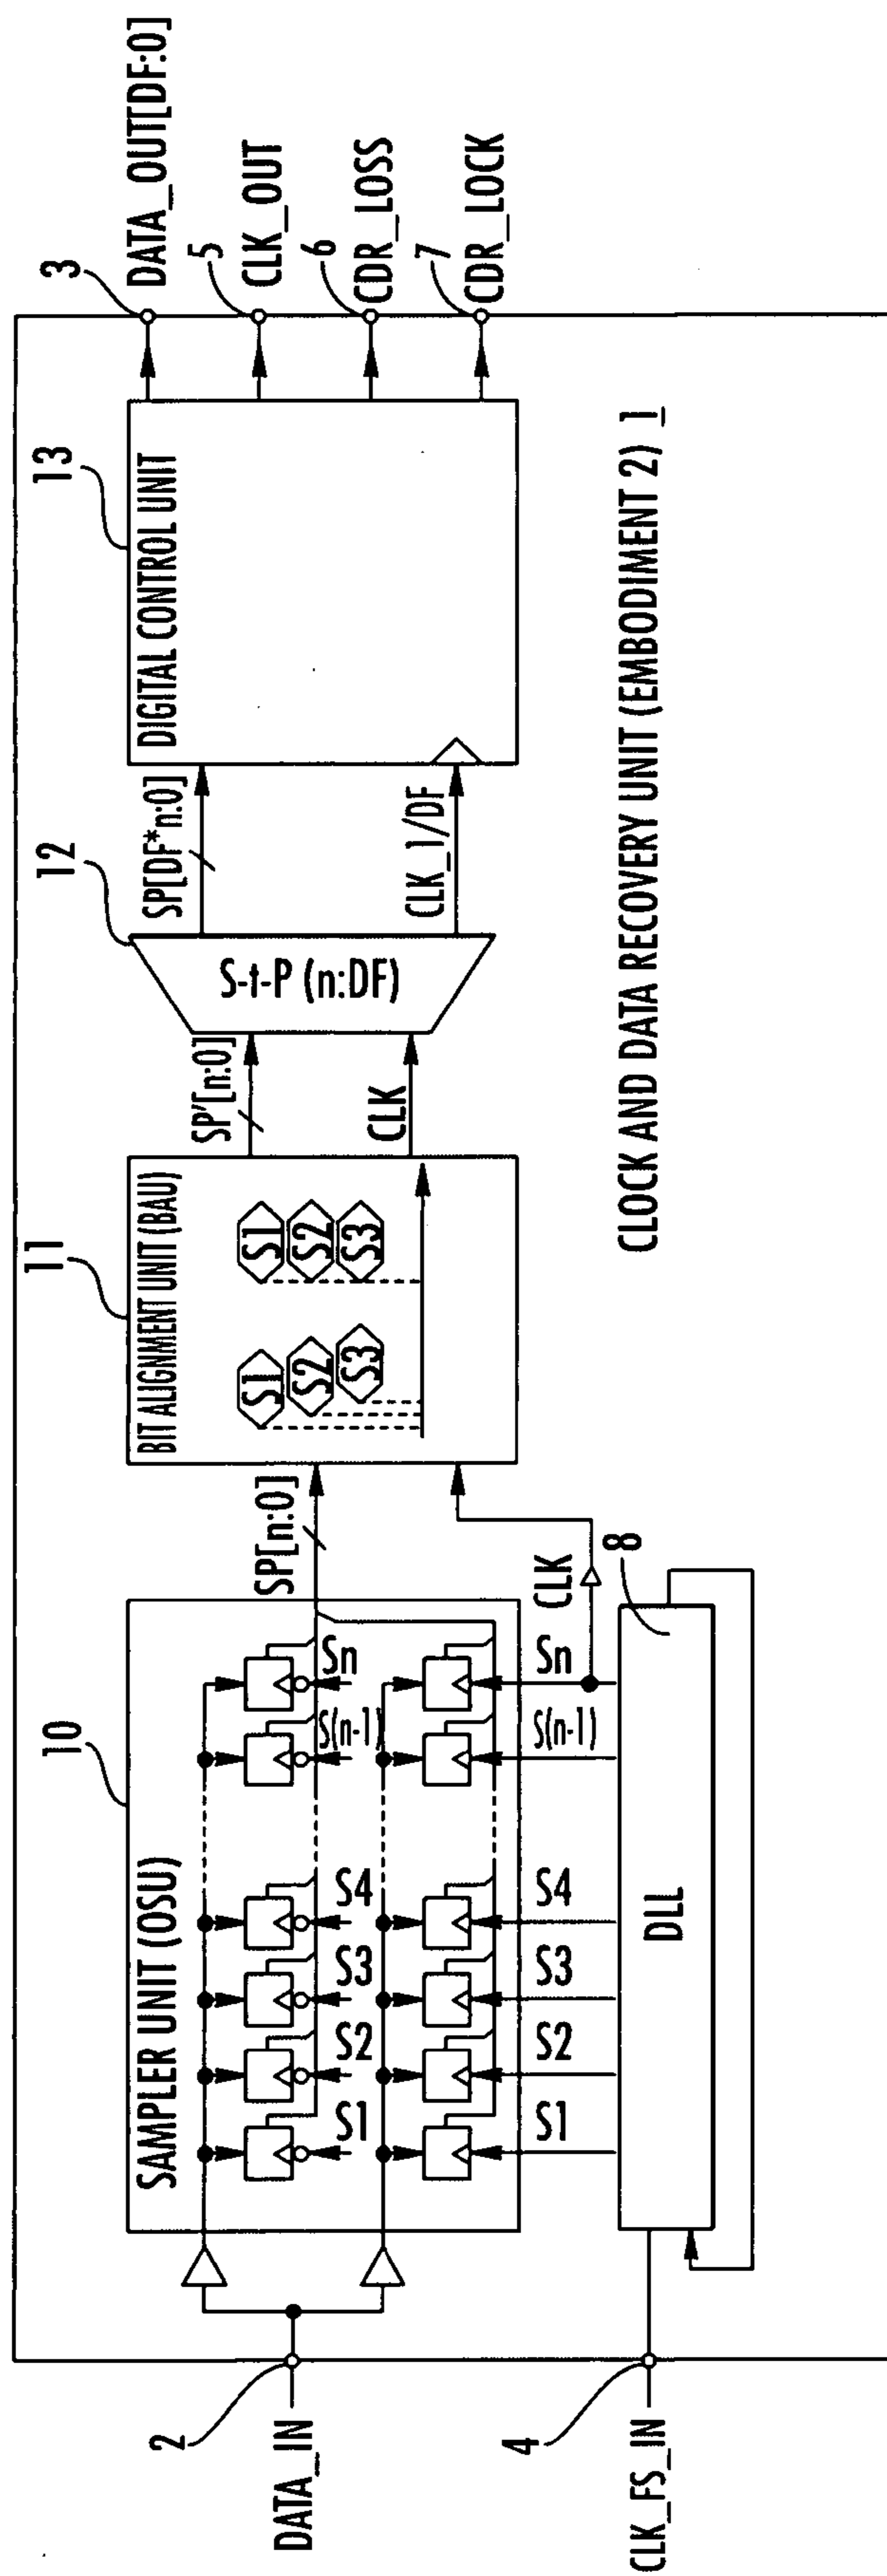 DATA_IN
2
CLK_FS_IN
4
10
SAMPLER UNIT (OSU)
S1
S2
S3
S4
S(n-1)
Sn
S1
S2
S3
S4
S(n-1)
Sn
DLL
8
CLK
SP[n:0]
11
BIT ALIGNMENT UNIT (BAU)
S1
S2
S3
S1
S2
S3
SP'[n:0]
CLK
12
S-t-P (n:DF)
SP[DF*n:0]
CLK_1/DF
13
DIGITAL CONTROL UNIT
3
DATA_OUT[DF:0]
5
CLK_OUT
6
CDR_LOSS
7
CDR_LOCK
CLOCK AND DATA RECOVERY UNIT (EMBODIMENT 2) 1